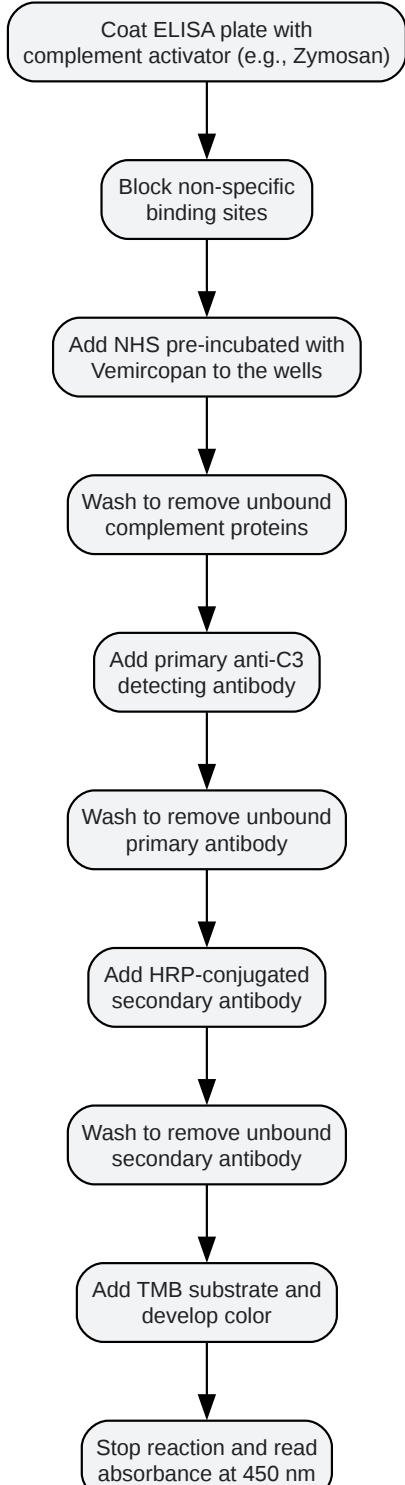 Coat ELISA plate with
complement activator (e.g., Zymosan)
Block non-specific
binding sites
Add NHS pre-incubated with
Vemircopan to the wells
Wash to remove unbound
complement proteins
Add primary anti-C3
detecting antibody
Wash to remove unbound
primary antibody
Add HRP-conjugated
secondary antibody
Wash to remove unbound
secondary antibody
Add TMB substrate and
develop color
Stop reaction and read
absorbance at 450 nm